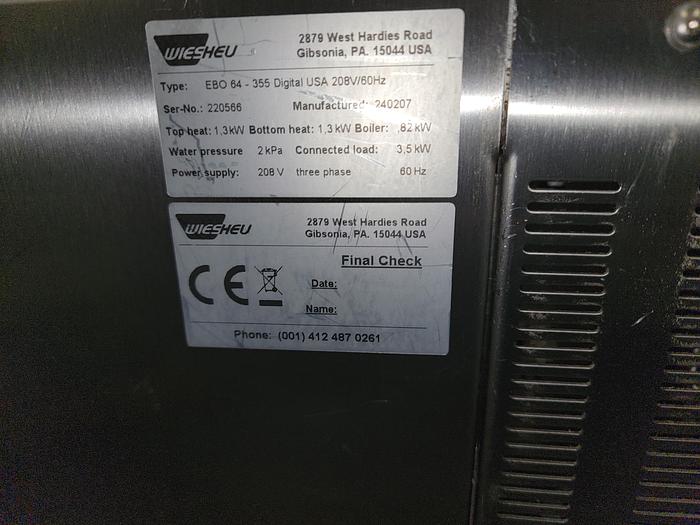 WIESHEU
2879 West Hardies Road
Gibsonia, PA. 15044 USA
Type: EBO 64 - 355 Digital USA 208V/60Hz
Ser-No.: 220566 Manufactured: 240207
Top heat: 1,3kW Bottom heat: 1,3 kW Boiler: ,82 kW
Water pressure 2 kPa Connected load: 3,5 kW
Power supply: 208 V three phase 60 Hz
WIESHEU
2879 West Hardies Road
Gibsonia, PA. 15044 USA
Final Check
CE
Date:
Name:
Phone: (001) 412 487 0261